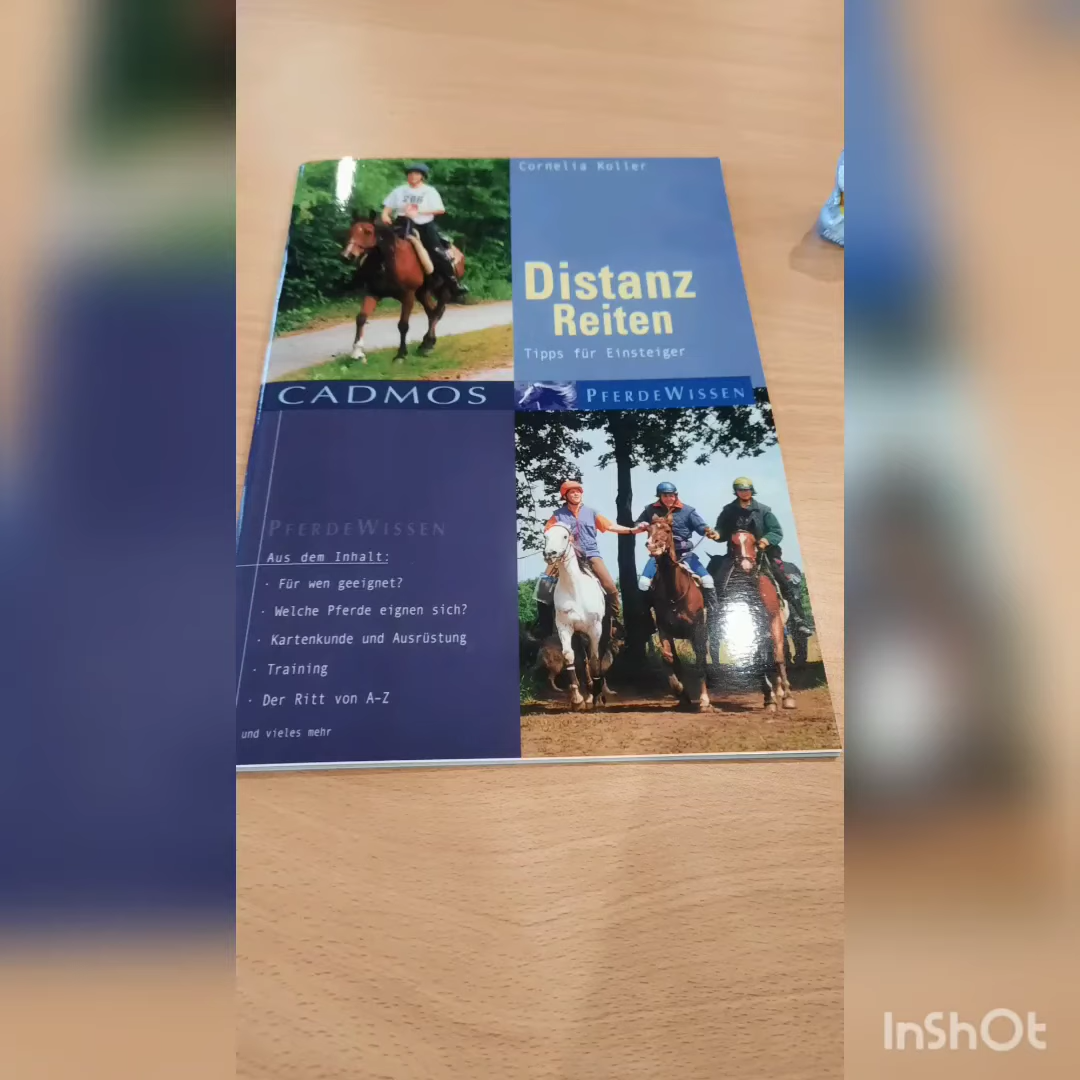 Cornelia Koller
286
Distanz
Reiten
Tipps für Einsteiger
CADMOS
PFERDEWISSEN
PFERDEWISSEN
Aus dem Inhalt:
· Für wen geeignet?
· Welche Pferde eignen sich?
· Kartenkunde und Ausrüstung
· Training
· Der Ritt von A-Z
und vieles mehr
InShOt